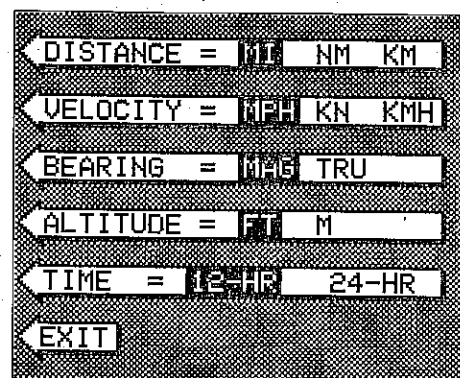 DISTANCE = MI NM KM
VELOCITY = MPH KN KMH
BEARING = MAG TRU
ALTITUDE = FT M
TIME = 12-HR 24-HR
EXIT